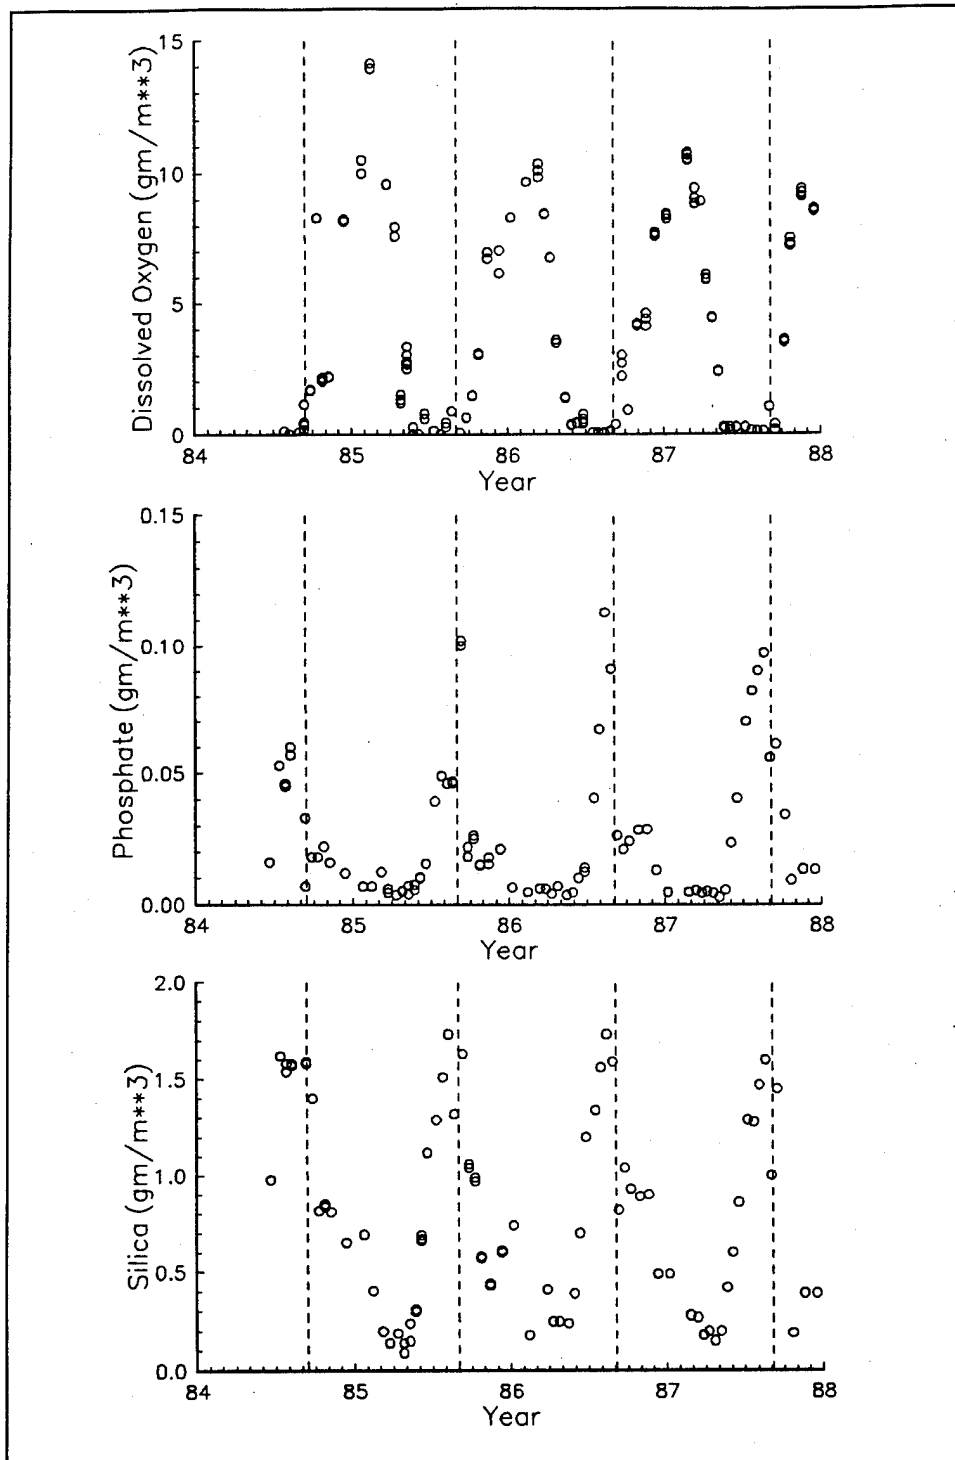 Dissolved Oxygen (gm/m**3)
15
10
5
0
84 85 86 87 88
Year
Phosphate (gm/m**3)
0.15
0.10
0.05
0.00
84 85 86 87 88
Year
Silica (gm/m**3)
2.0
1.5
1.0
0.5
0.0
84 85 86 87 88
Year